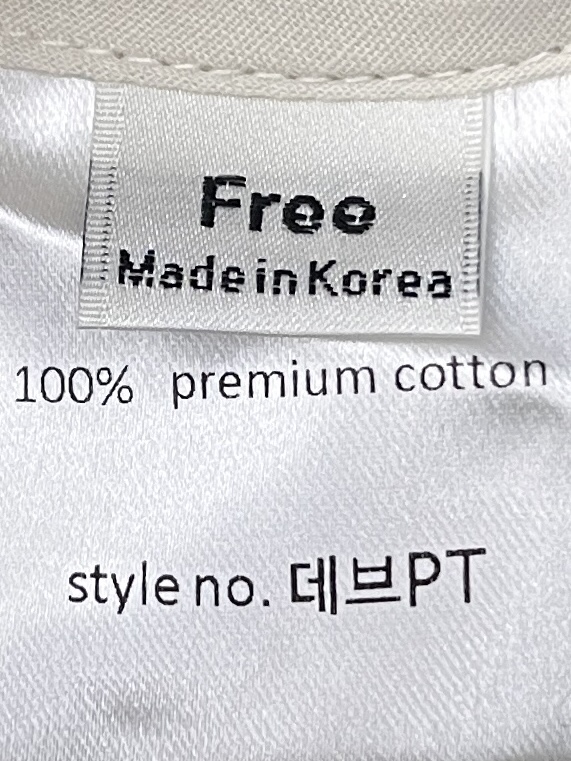 Free
Made in Korea
100% premium cotton
style no. 데브PT